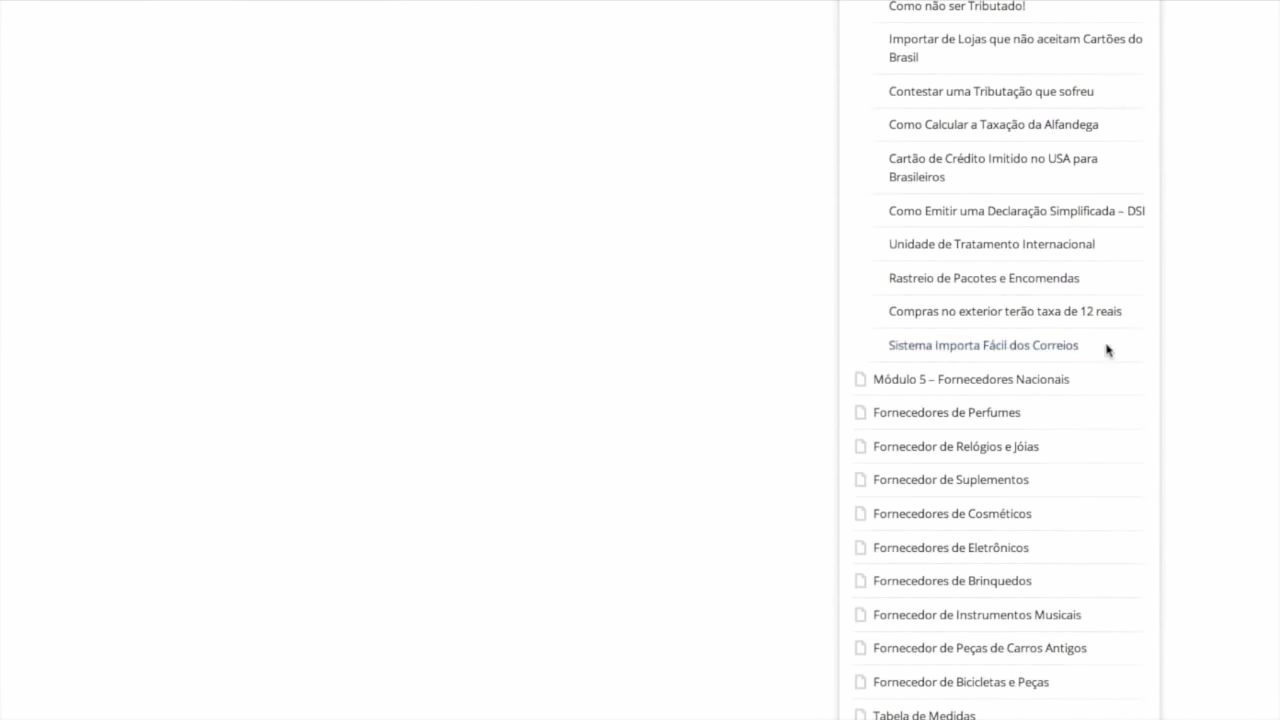 Como não ser Tributado!
Importar de Lojas que não aceitam Cartões do
Brasil
Contestar uma Tributação que sofreu
Como Calcular a Taxação da Alfandega
Cartão de Crédito Imitido no USA para
Brasileiros
Como Emitir uma Declaração Simplificada – DSI
Unidade de Tratamento Internacional
Rastreio de Pacotes e Encomendas
Compras no exterior terão taxa de 12 reais
Sistema Importa Fácil dos Correios
Módulo 5 – Fornecedores Nacionais
Fornecedores de Perfumes
Fornecedor de Relógios e Jóias
Fornecedor de Suplementos
Fornecedores de Cosméticos
Fornecedores de Eletrônicos
Fornecedores de Brinquedos
Fornecedor de Instrumentos Musicais
Fornecedor de Peças de Carros Antigos
Fornecedor de Bicicletas e Peças
Tabela de Medidas